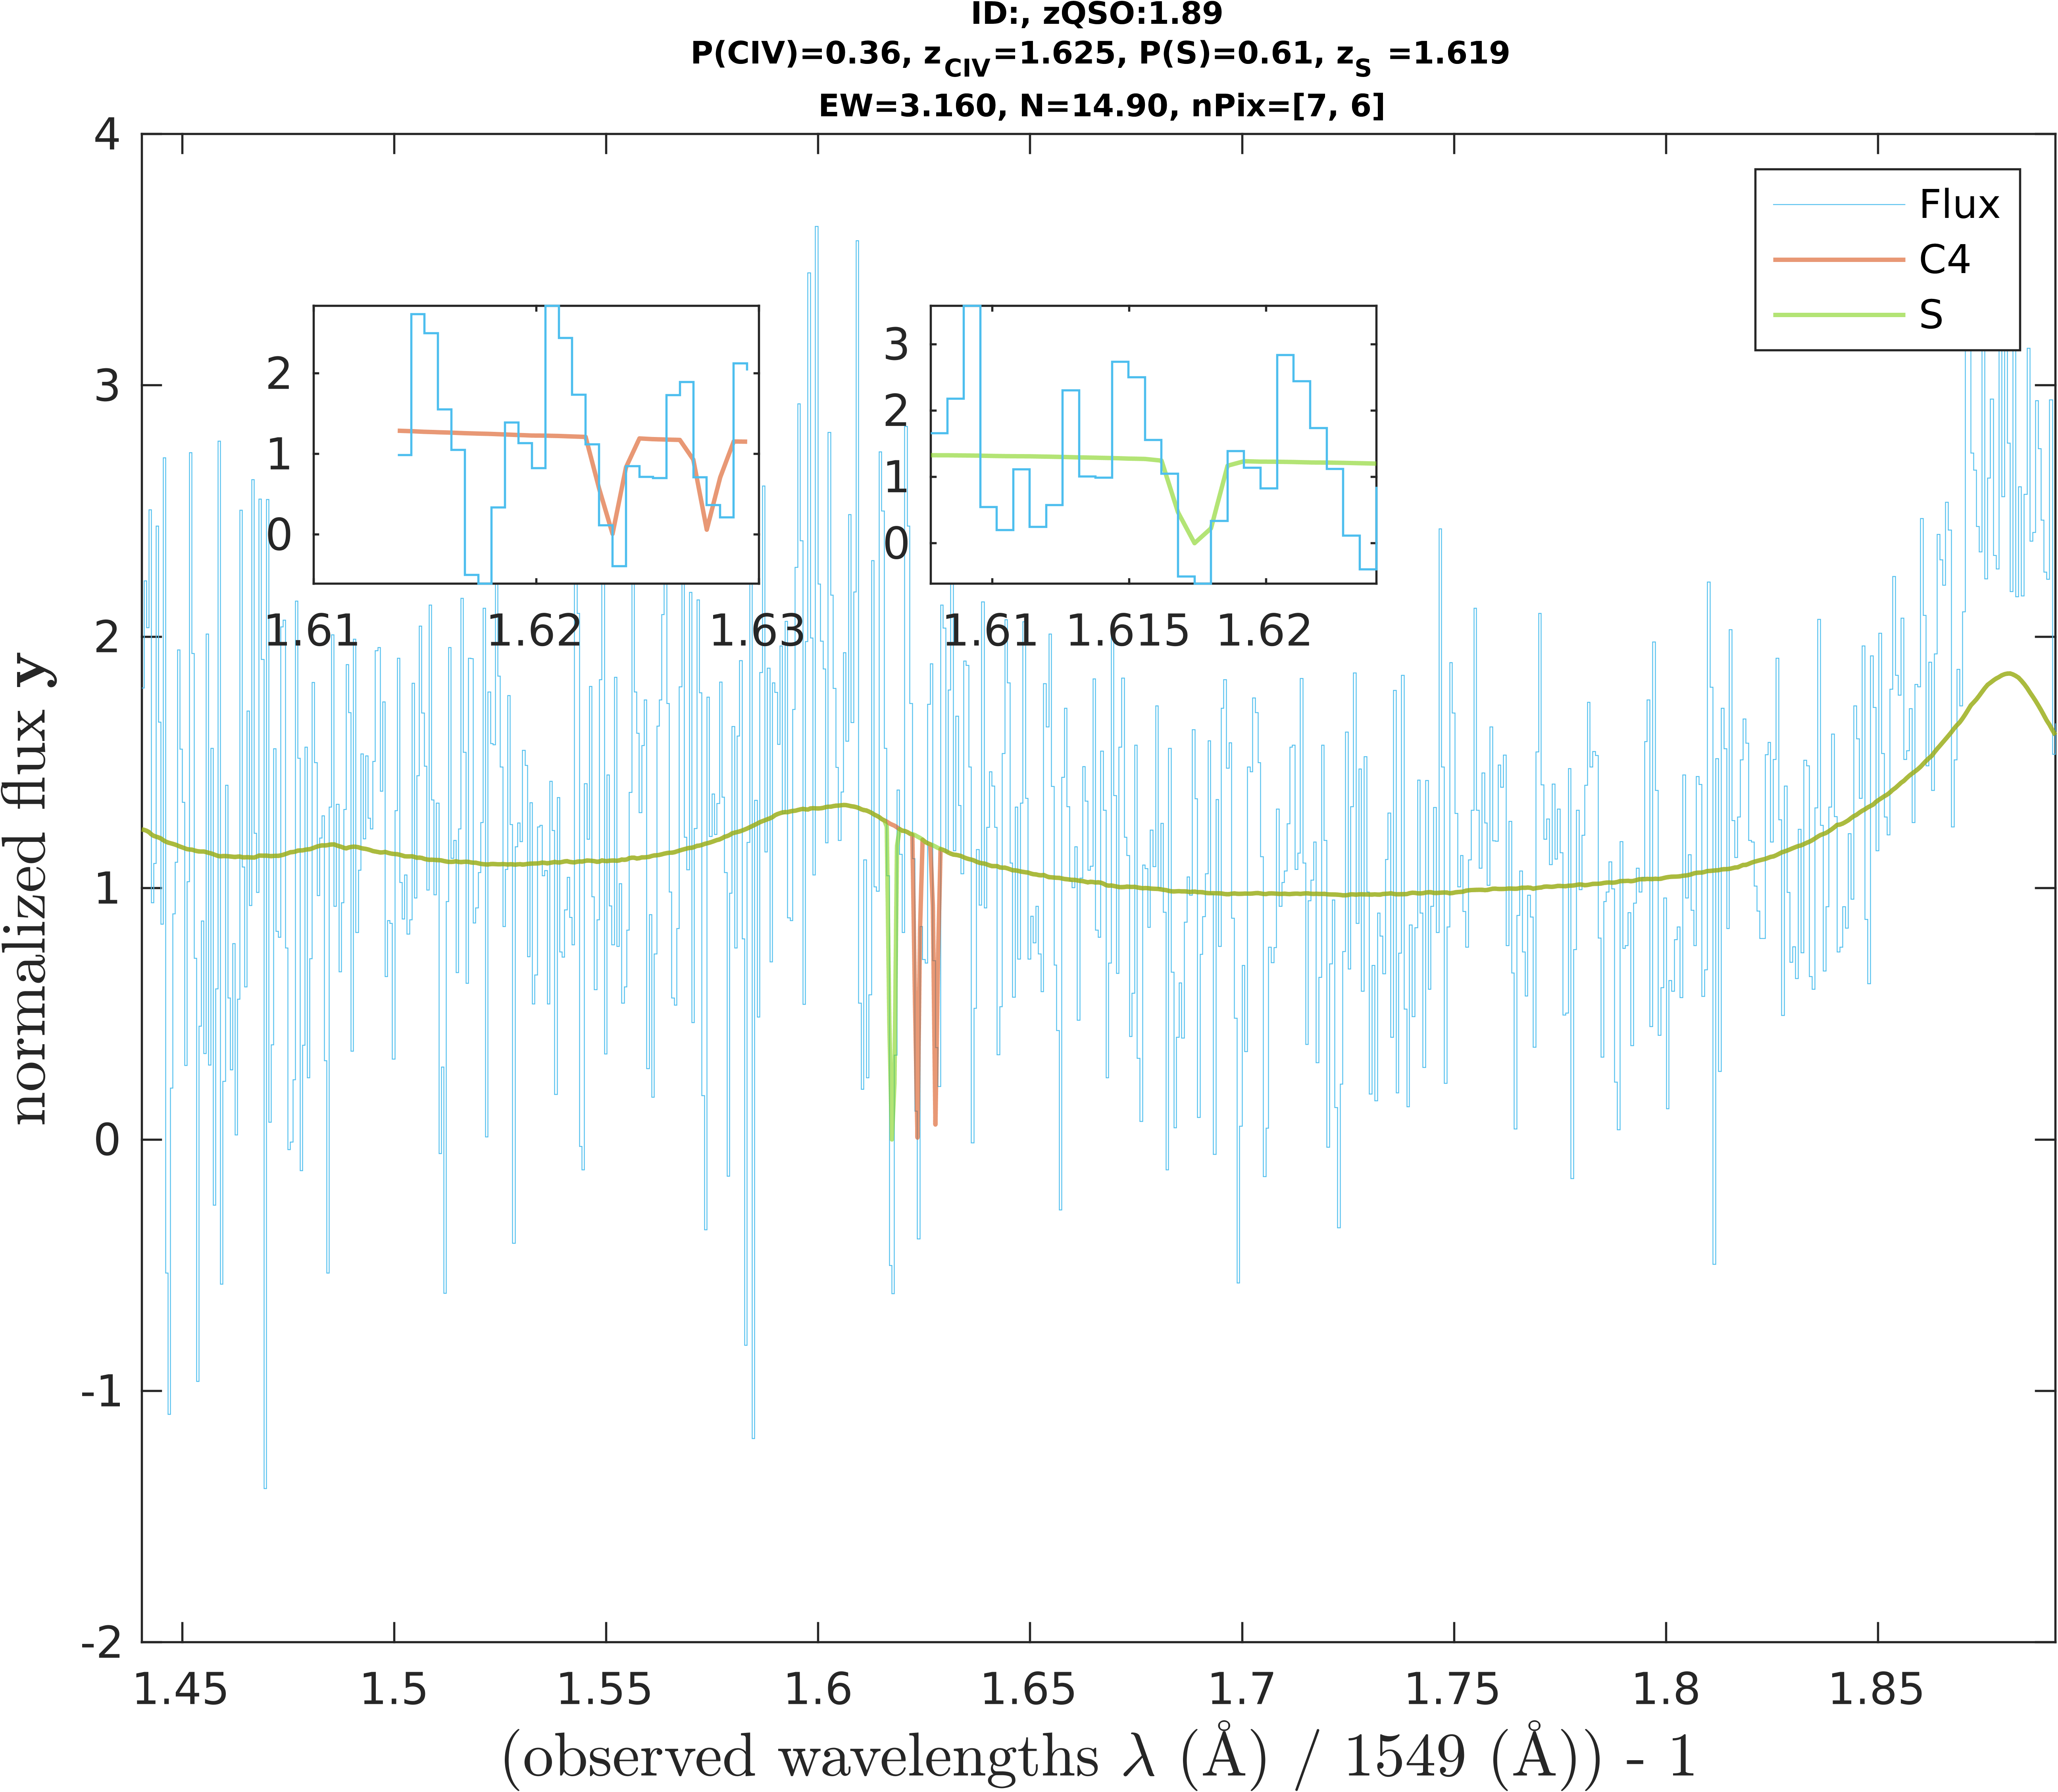 ID:, zQSO:1.89
P(CIV)=0.36, z_CIV=1.625, P(S)=0.61, z_S =1.619
EW=3.160, N=14.90, nPix=[7, 6]
4
3
2
1
0
-1
-2
normalized flux y
Flux
C4
S
2
1
0
1.61 1.62 1.63
3
2
1
0
1.61 1.615 1.62
1.45 1.5 1.55 1.6 1.65 1.7 1.75 1.8 1.85
(observed wavelengths λ (Å) / 1549 (Å)) - 1